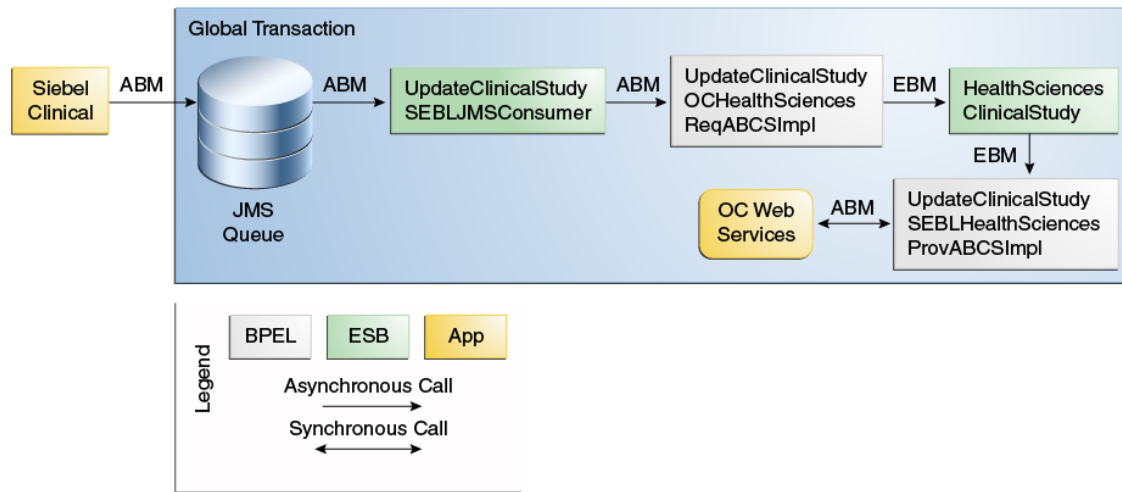 Global Transaction
Siebel
Clinical
ABM
JMS
Queue
ABM
UpdateClinicalStudy
SEBLJMSConsumer
ABM
UpdateClinicalStudy
OCHealthSciences
ReqABCSImpl
EBM
HealthSciences
ClinicalStudy
EBM
UpdateClinicalStudy
SEBLHealthSciences
ProvABCSImpl
ABM
OC Web
Services
Legend
BPEL
ESB
App
Asynchronous Call
Synchronous Call